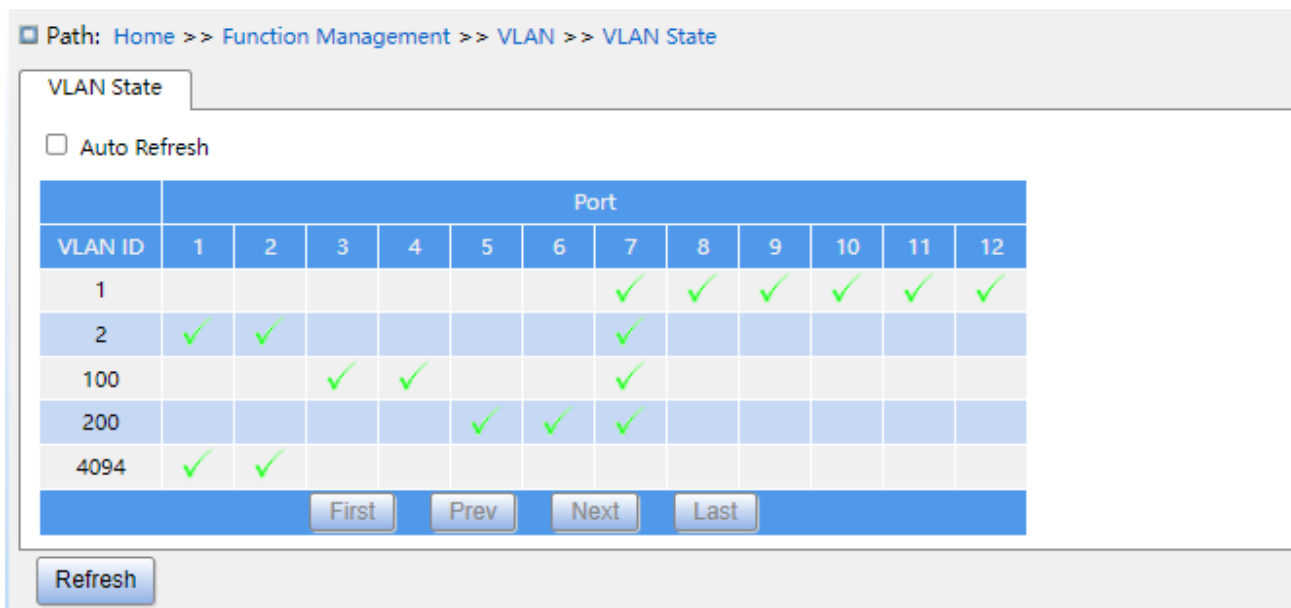 Path: Home >> Function Management >> VLAN >> VLAN State
VLAN State
Auto Refresh
Port
VLAN ID 1 2 3 4 5 6 7 8 9 10 11 12
1 ✓ ✓ ✓ ✓ ✓ ✓
2 ✓ ✓ ✓
100 ✓ ✓ ✓
200 ✓ ✓ ✓
4094 ✓ ✓
First Prev Next Last
Refresh